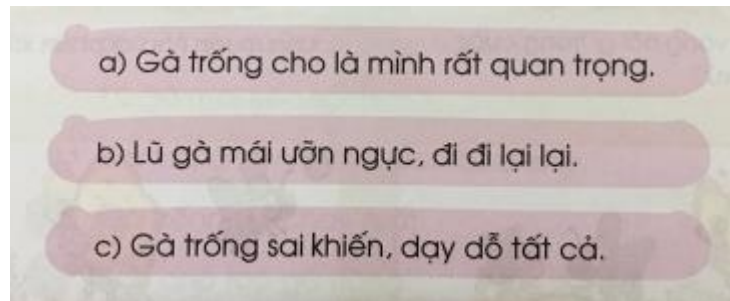 a) Gà trống cho là mình rất quan trọng.
b) Lũ gà mái ưỡn ngực, đi đi lại lại.
c) Gà trống sai khiến, dạy dỗ tất cả.